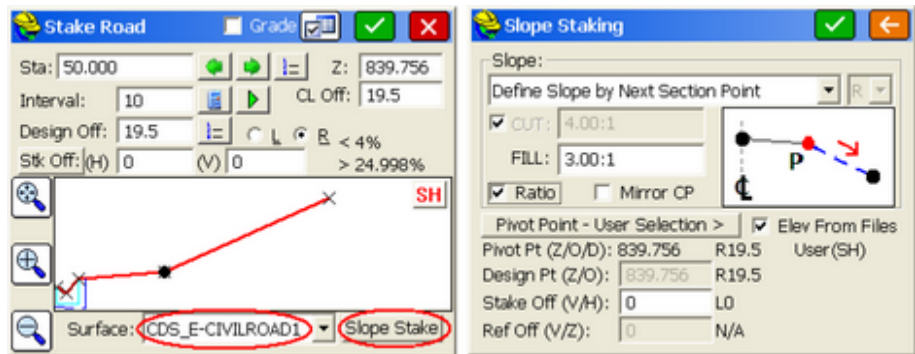 Stake Road
Grade
Sta: 50.000
Z: 839.756
Interval: 10
CL Off: 19.5
Design Off: 19.5
L
R
< 4%
Stk Off: (H) 0
(V) 0
> 24.998%
SH
Surface: CDS_E-CIVILROAD1
Slope Stake
Slope Staking
Slope:
Define Slope by Next Section Point
R
CUT: 4.00:1
FILL: 3.00:1
Ratio
Mirror CP
P
Pivot Point - User Selection >
Elev From Files
Pivot Pt (Z/O/D): 839.756 R19.5 User(SH)
Design Pt (Z/O): 839.756 R19.5
Stake Off (V/H): 0 L0
Ref Off (V/Z): 0 N/A